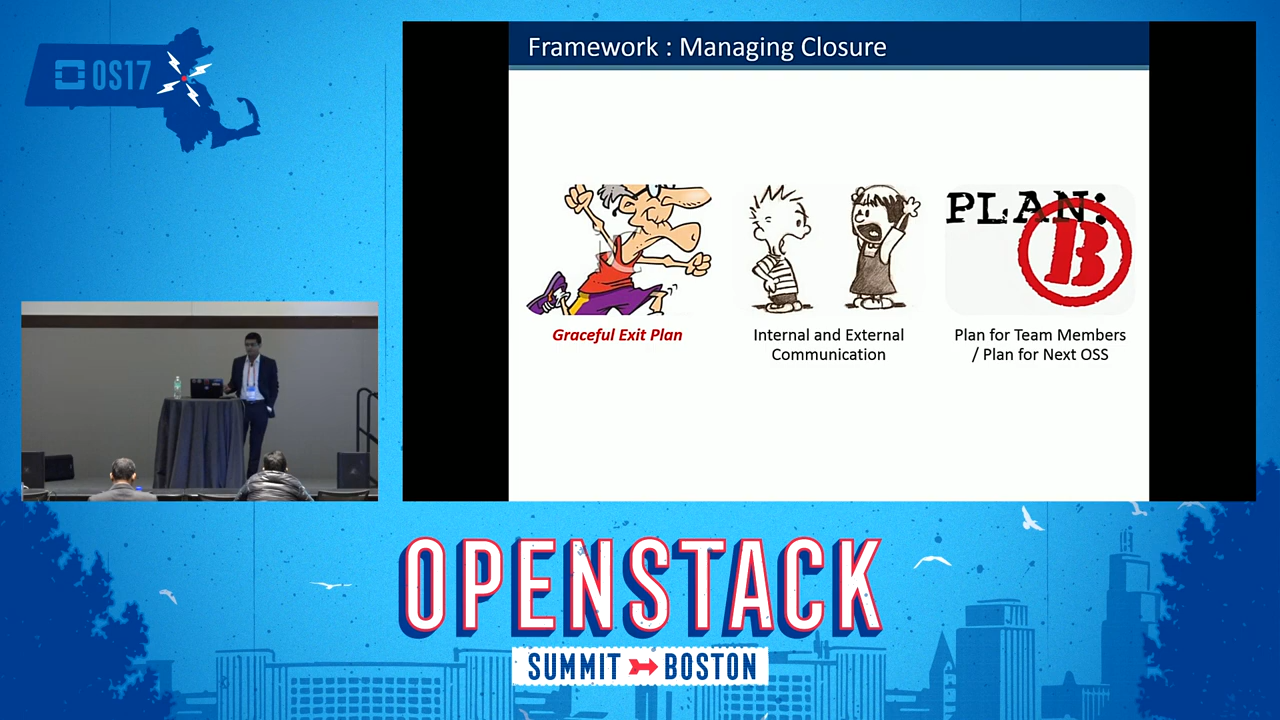 OS17
Framework : Managing Closure
PLAN:
B
Graceful Exit Plan
Internal and External
Communication
Plan for Team Members
/ Plan for Next OSS
OPENSTACK
SUMMIT BOSTON